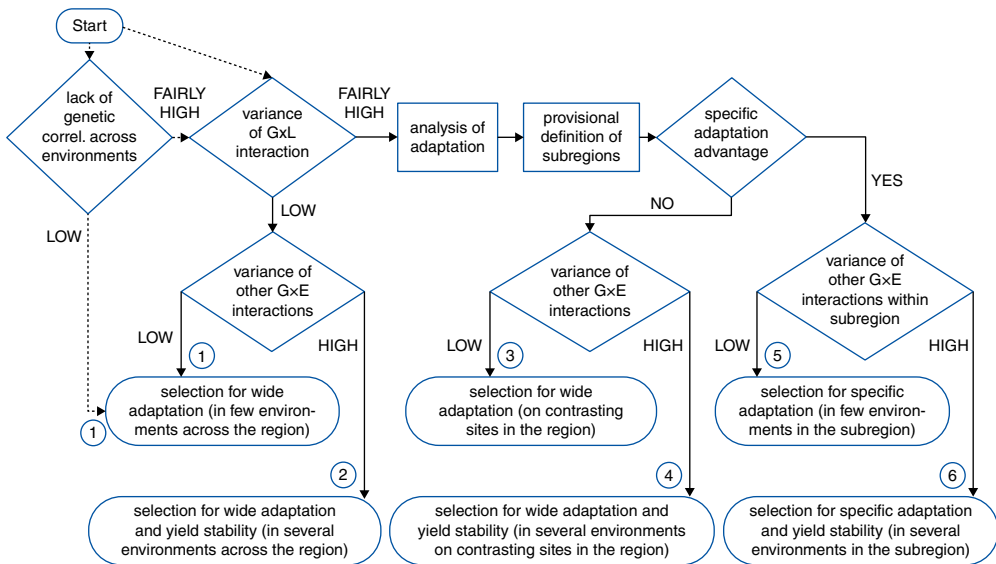 Start
lack of
genetic
correl. across
environments
FAIRLY
HIGH
variance
of GxL
interaction
FAIRLY
HIGH
analysis of
adaptation
provisional
definition of
subregions
specific
adaptation
advantage
LOW
LOW
NO
YES
variance of
other G×E
interactions
variance of
other G×E
interactions
variance of
other G×E
interactions within
subregion
LOW
HIGH
LOW
HIGH
LOW
HIGH
1
3
5
selection for wide
adaptation (in few environ-
ments across the region)
selection for wide
adaptation (on contrasting
sites in the region)
selection for specific
adaptation (in few environ-
ments in the subregion)
1
2
4
6
selection for wide adaptation
and yield stability (in several
environments across the region)
selection for wide adaptation and
yield stability (in several environments
on contrasting sites in the region)
selection for specific adaptation
and yield stability (in several
environments in the subregion)